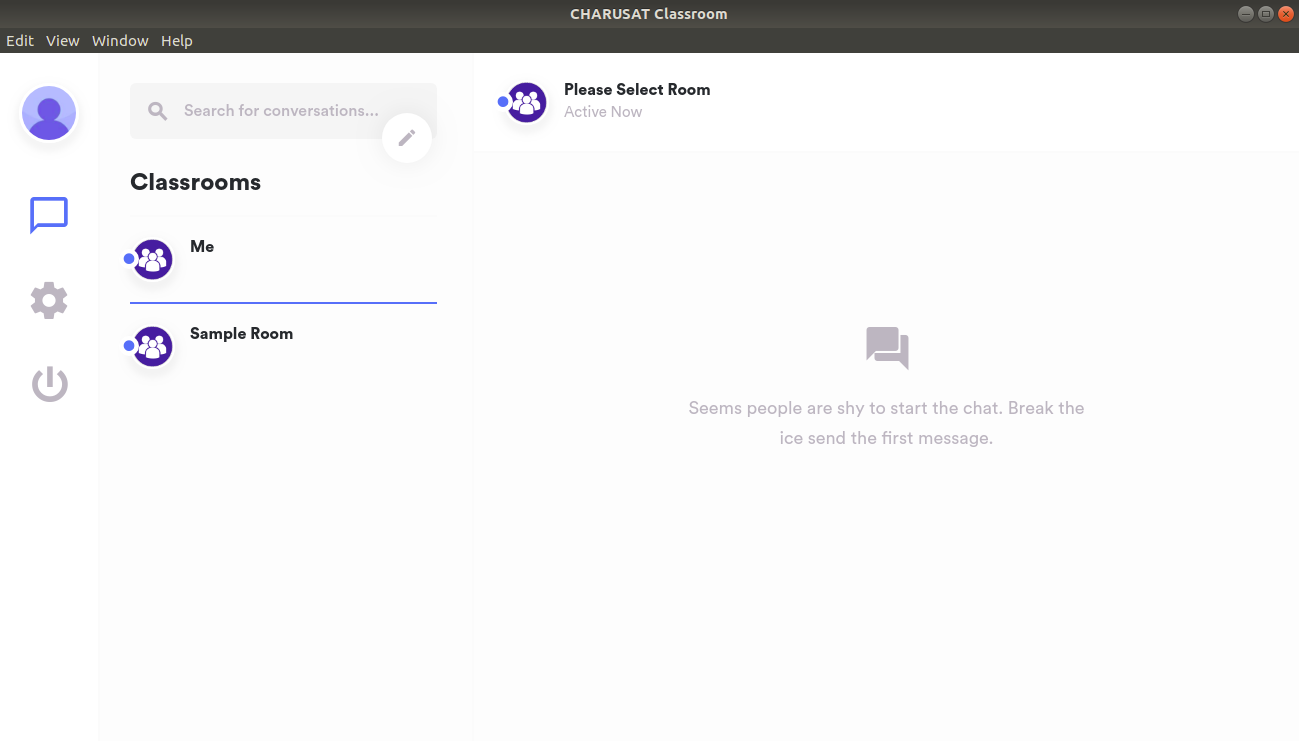 CHARUSAT Classroom
Edit View Window Help
Search for conversations...
Classrooms
Me
Sample Room
Please Select Room
Active Now
Seems people are shy to start the chat. Break the
ice send the first message.